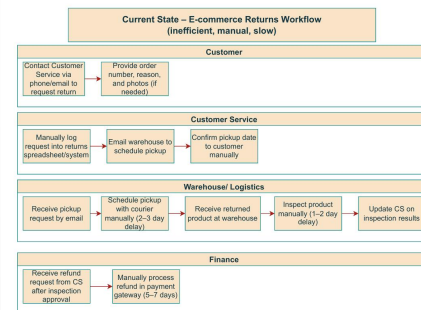 Current State – E-commerce Returns Workflow
(inefficient, manual, slow)
Customer
Contact Customer
Service via
phone/email to
request return
Provide order
number, reason,
and photos (if
needed)
Customer Service
Manually log
request into returns
spreadsheet/system
Email warehouse to
schedule pickup
Confirm pickup date
to customer
manually
Warehouse/ Logistics
Receive pickup
request by email
Schedule pickup
with courier
manually (2–3 day
delay)
Receive returned
product at warehouse
Inspect product
manually (1–2 day
delay)
Update CS on
inspection results
Finance
Receive refund
request from CS
after inspection
approval
Manually process
refund in payment
gateway (5–7 days)